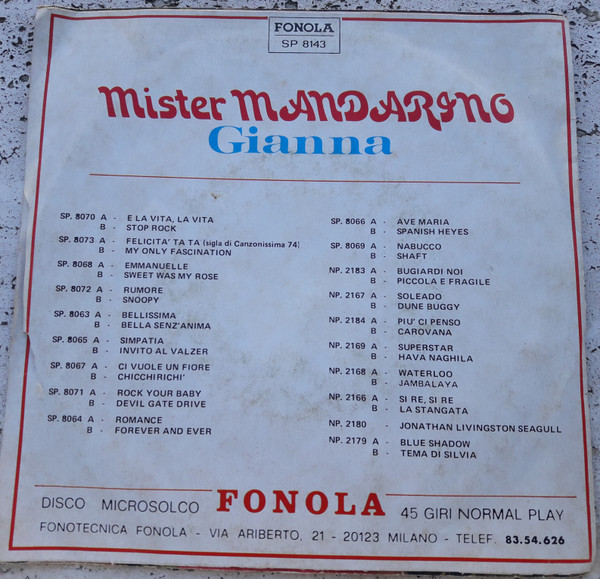 FONOLA
SP 8143
Mister MANDARINO
Gianna
SP. 8070 A - E LA VITA, LA VITA
B - STOP ROCK
SP. 8073 A - FELICITA' TA TA (sigla di Canzonissima 74)
B - MY ONLY FASCINATION
SP. 8068 A - EMMANUELLE
B - SWEET WAS MY ROSE
SP. 8072 A - RUMORE
B - SNOOPY
SP. 8063 A - BELLISSIMA
B - BELLA SENZ'ANIMA
SP. 8065 A - SIMPATIA
B - INVITO AL VALZER
SP. 8067 A - CI VUOLE UN FIORE
B - CHICCHIRICHI'
SP. 8071 A - ROCK YOUR BABY
B - DEVIL GATE DRIVE
SP. 8064 A - ROMANCE
B - FOREVER AND EVER
SP. 8066 A - AVE MARIA
B - SPANISH HEYES
SP. 8069 A - NABUCCO
B - SHAFT
NP. 2183 A - BUGIARDI NOI
B - PICCOLA E FRAGILE
NP. 2167 A - SOLEADO
B - DUNE BUGGY
NP. 2184 A - PIU' CI PENSO
B - CAROVANA
NP. 2169 A - SUPERSTAR
B - HAVA NAGHILA
NP. 2168 A - WATERLOO
B - JAMBALAYA
NP. 2166 A - SI RE, SI RE
B - LA STANGATA
NP. 2180 - JONATHAN LIVINGSTON SEAGULL
NP. 2179 A - BLUE SHADOW
B - TEMA DI SILVIA
DISCO MICROSOLCO FONOLA 45 GIRI NORMAL PLAY
FONOTECNICA FONOLA - VIA ARIBERTO, 21 - 20123 MILANO - TELEF. 83.54.626